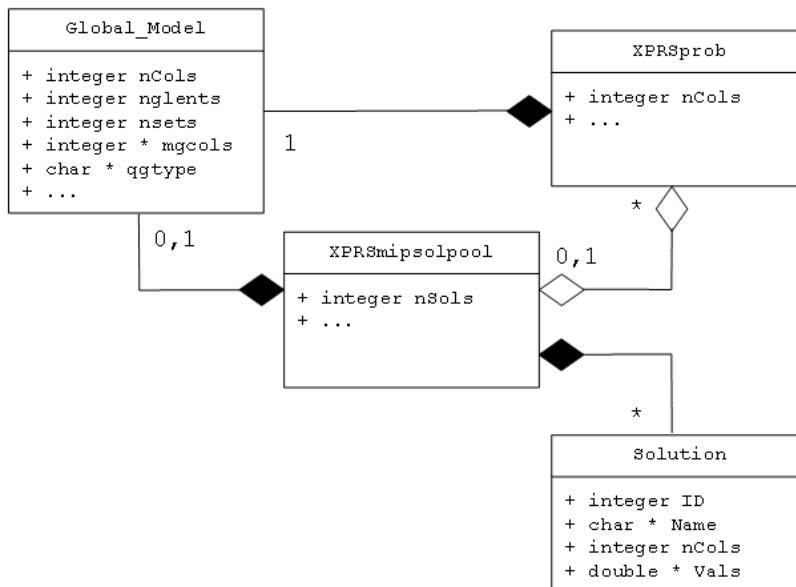 Global_Model
+ integer nCols
+ integer nglents
+ integer nsets
+ integer * mgcols
+ char * qgtype
+ ...
XPRSprob
+ integer nCols
+ ...
1
*
0,1
XPRSmipsolpool
+ integer nSols
+ ...
0,1
*
Solution
+ integer ID
+ char * Name
+ integer nCols
+ double * Vals